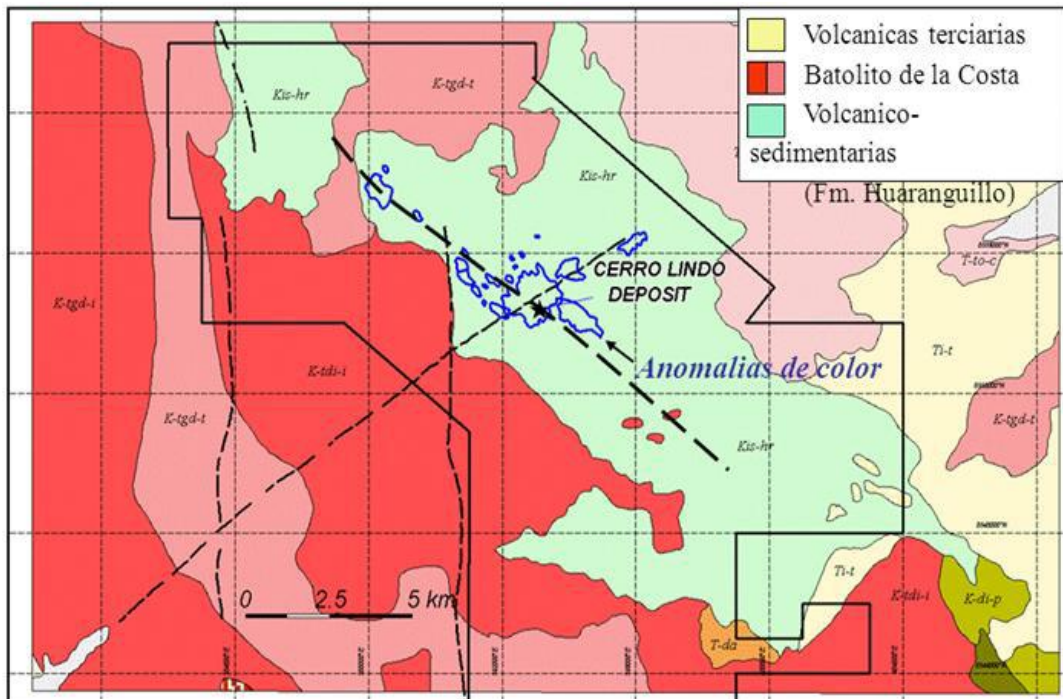 Volcanicas terciarias
Batolito de la Costa
Volcanico-
sedimentarias
(Fm. Huaranguillo)
Kis-hr
K-tgd-t
Kis-hr
T-to-c
CERRO LINDO
DEPOSIT
K-tgd-i
Ti-t
Anomalias de color
K-tdi-i
K-tgd-t
K-tgd-t
Kis-hr
Ti-t
K-tdi-i
K-di-p
0 2.5 5 km
T-da